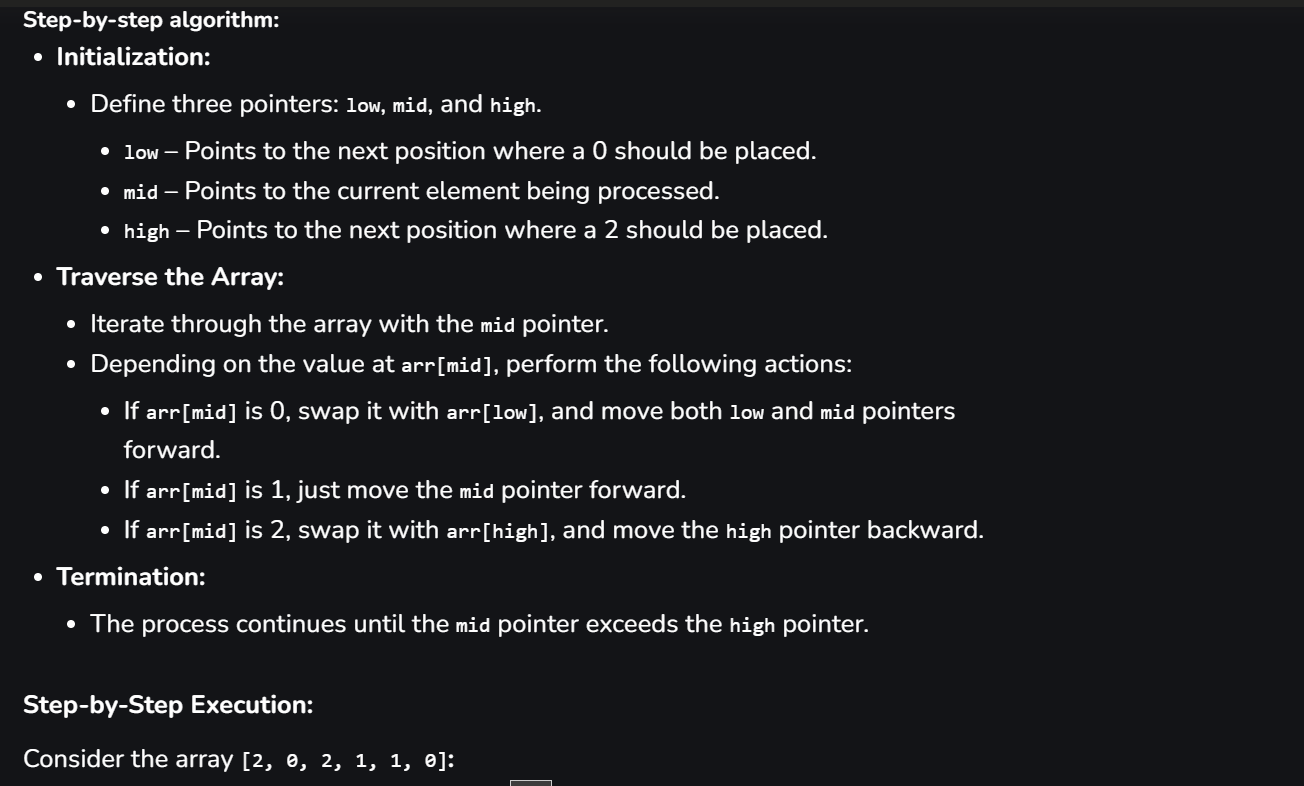 Step-by-step algorithm:
• Initialization:
• Define three pointers: low, mid, and high.
• low – Points to the next position where a 0 should be placed.
• mid – Points to the current element being processed.
• high – Points to the next position where a 2 should be placed.
• Traverse the Array:
• Iterate through the array with the mid pointer.
• Depending on the value at arr[mid], perform the following actions:
• If arr[mid] is 0, swap it with arr[low], and move both low and mid pointers
forward.
• If arr[mid] is 1, just move the mid pointer forward.
• If arr[mid] is 2, swap it with arr[high], and move the high pointer backward.
• Termination:
• The process continues until the mid pointer exceeds the high pointer.
Step-by-Step Execution:
Consider the array [2, 0, 2, 1, 1, 0]: